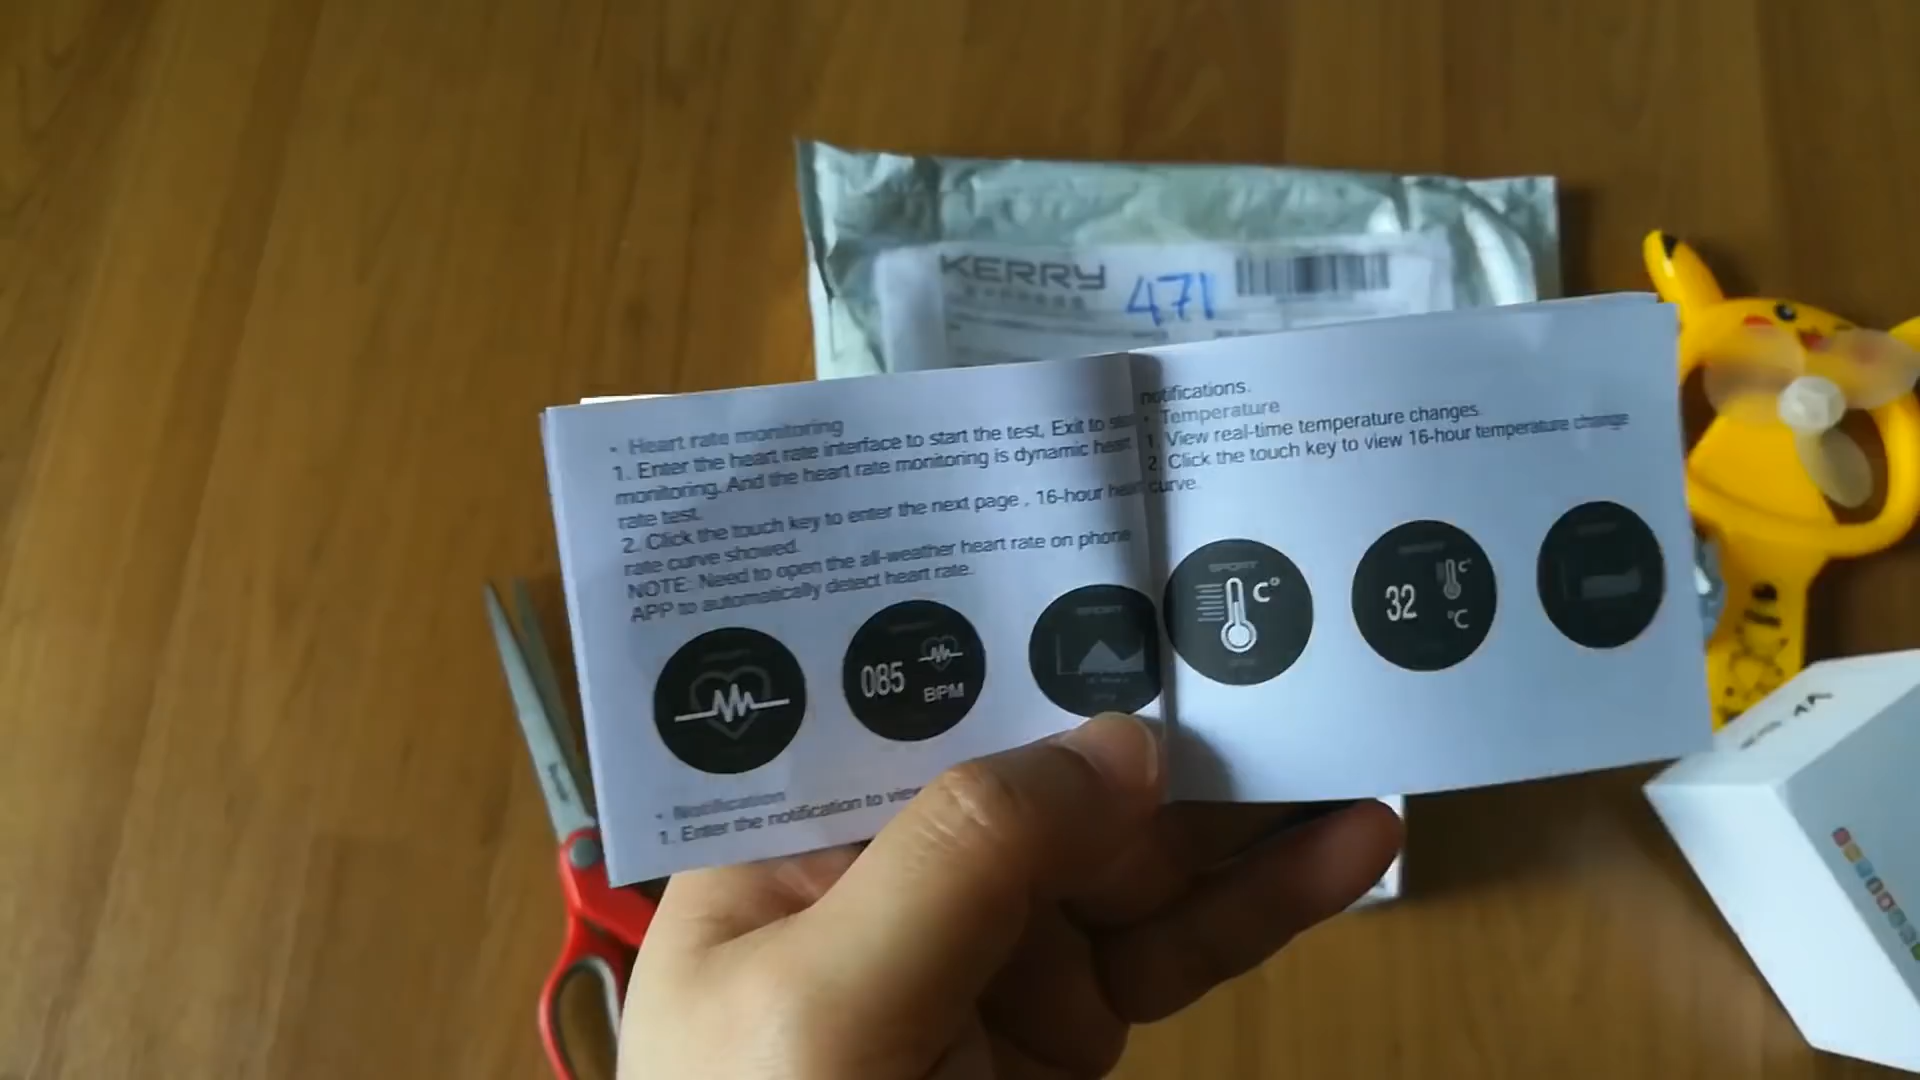 KERRY
EXPRESS
471
• Heart rate monitoring
1. Enter the heart rate interface to start the test, Exit to
monitoring. And the heart rate monitoring is dynamic heart
rate test.
2. Click the touch key to enter the next page , 16-hour heart
rate curve showed.
NOTE: Need to open the all-weather heart rate on phone
APP to automatically detect heart rate.
085
BPM
• Notification
1. Enter the notification to view
notifications.
• Temperature
1. View real-time temperature changes.
2. Click the touch key to view 16-hour temperature change
curve.
SPORT
C°
32
C°
°C